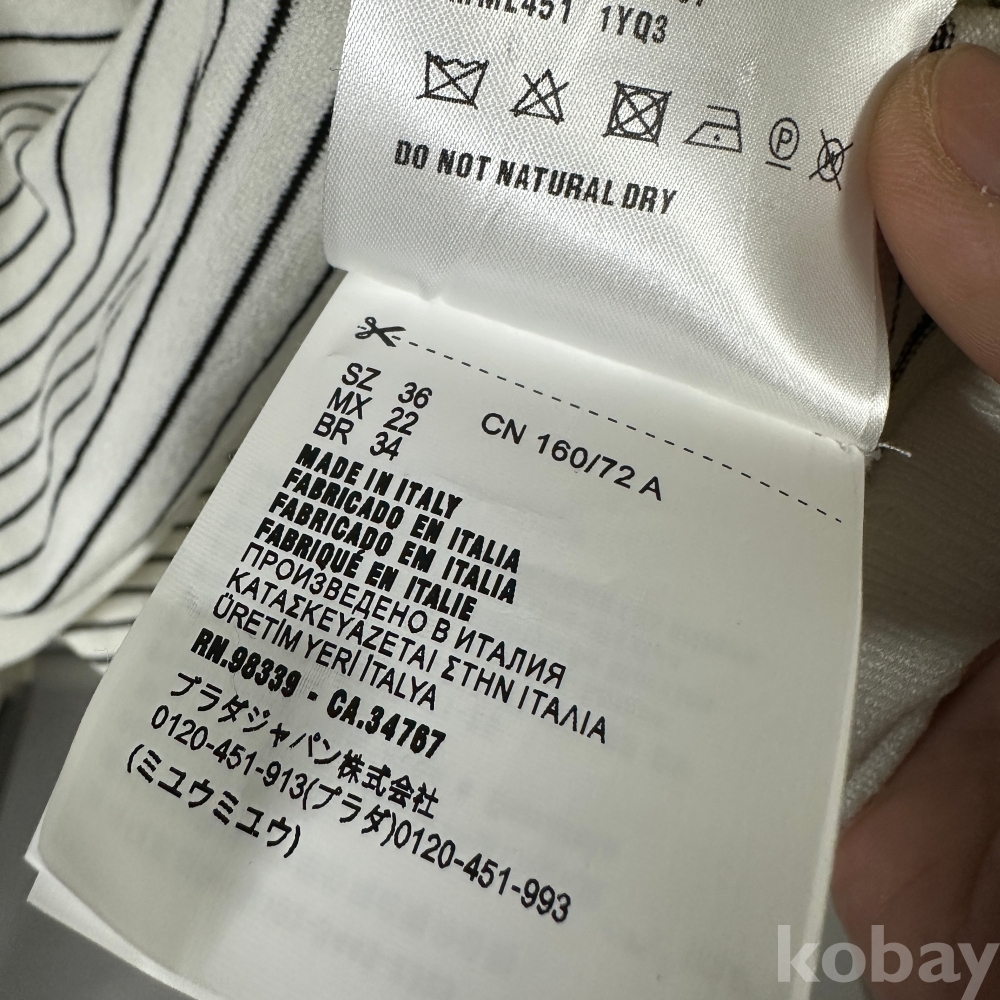 ML451 1YQ3
DO NOT NATURAL DRY
SZ 36
MX 22
BR 34
CN 160/72 A
MADE IN ITALY
FABRICADO EN ITALIA
FABRICADO EM ITALIA
FABRIQUÉ EN ITALIE
ПРОИЗВЕДЕНО В ИТАЛИЯ
ΚΑΤΑΣΚΕΥΑΖΕΤΑΙ ΣΤΗΝ ΙΤΑΛΙΑ
ÜRETİM YERİ İTALYA
RN.98339 - CA.34767
プラダジャパン株式会社
0120-451-913(プラダ)0120-451-993
(ミユウミユウ)
kobay